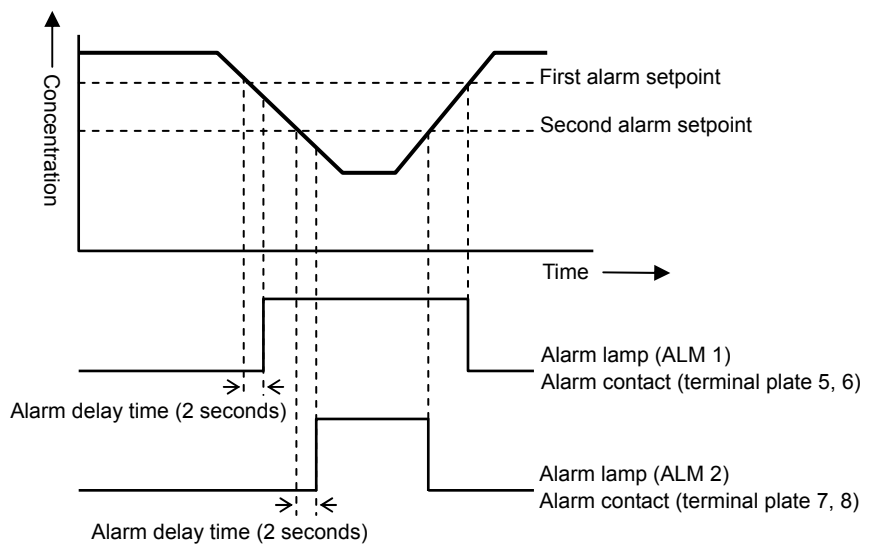 Concentration
First alarm setpoint
Second alarm setpoint
Time
Alarm lamp (ALM 1)
Alarm contact (terminal plate 5, 6)
Alarm delay time (2 seconds)
Alarm lamp (ALM 2)
Alarm contact (terminal plate 7, 8)
Alarm delay time (2 seconds)